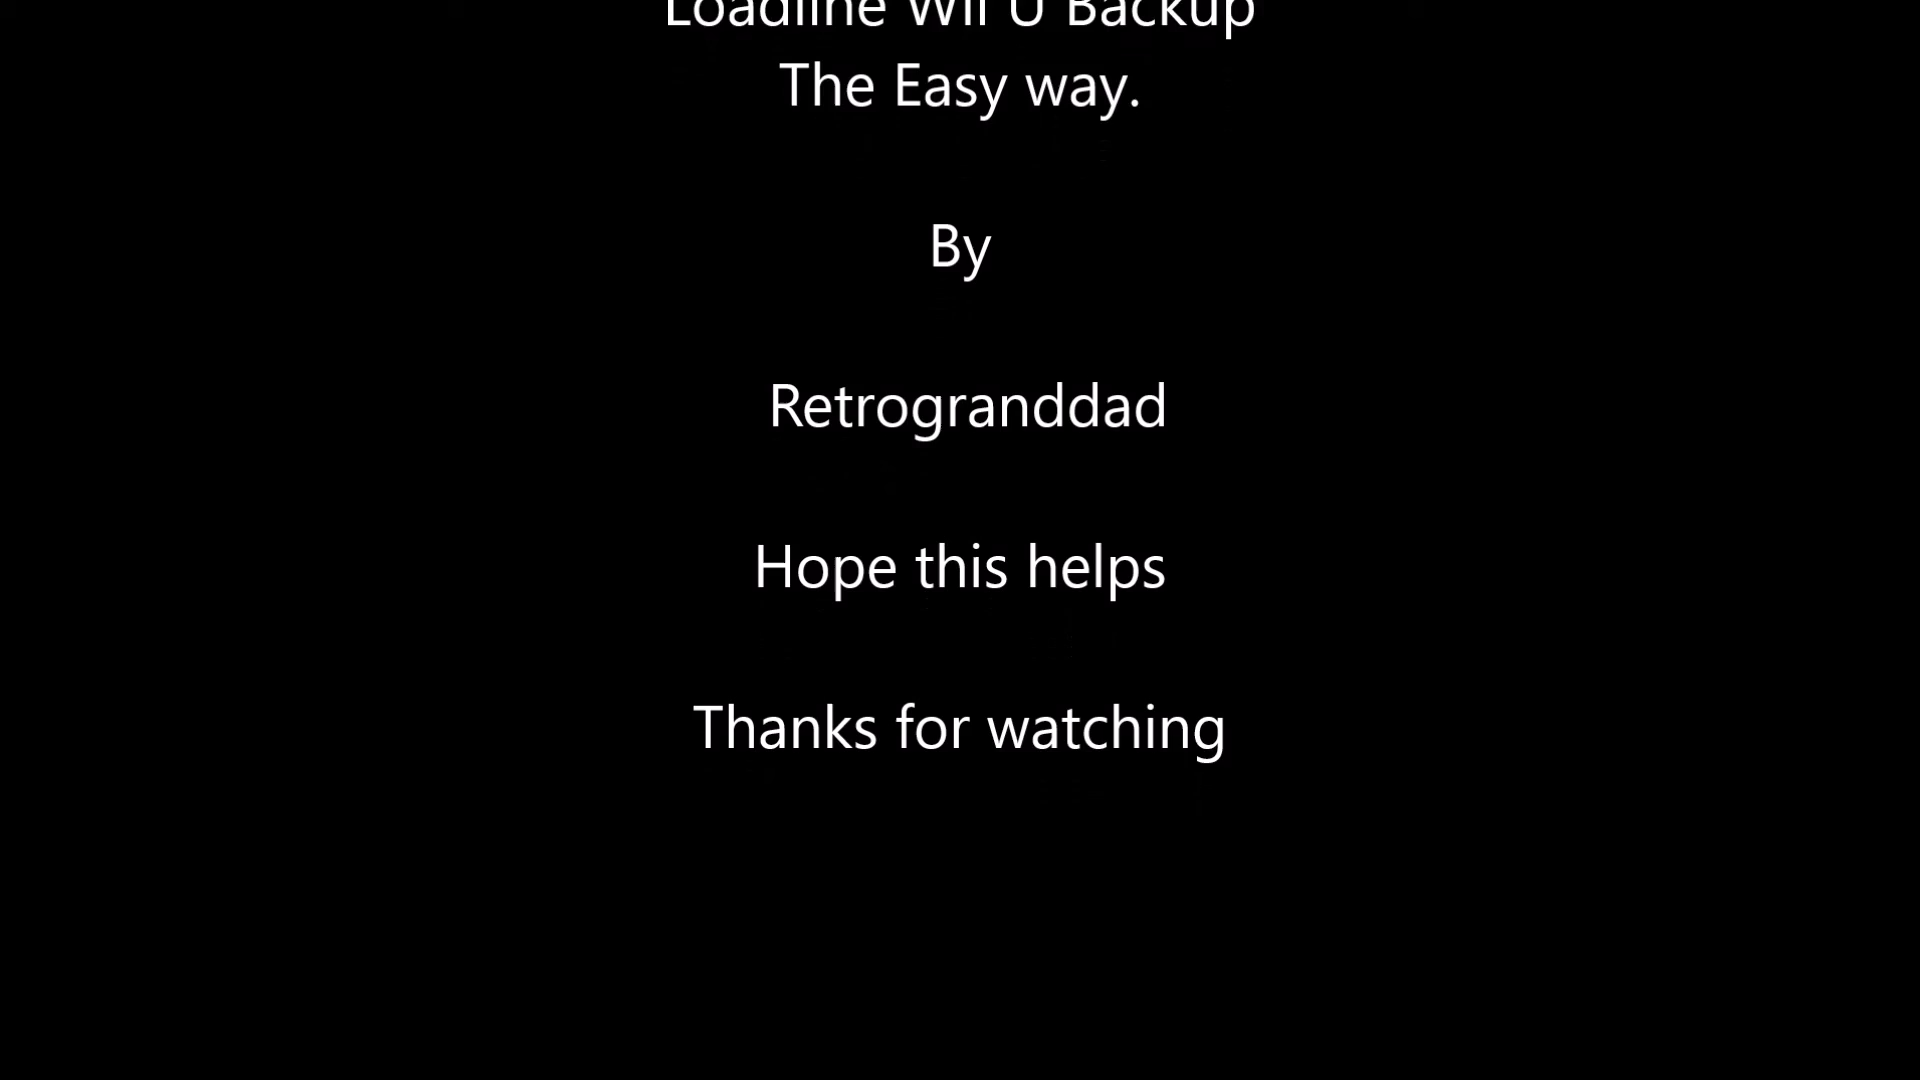 Loadiine Wii U Backup
The Easy way.
By
Retrogranddad
Hope this helps
Thanks for watching